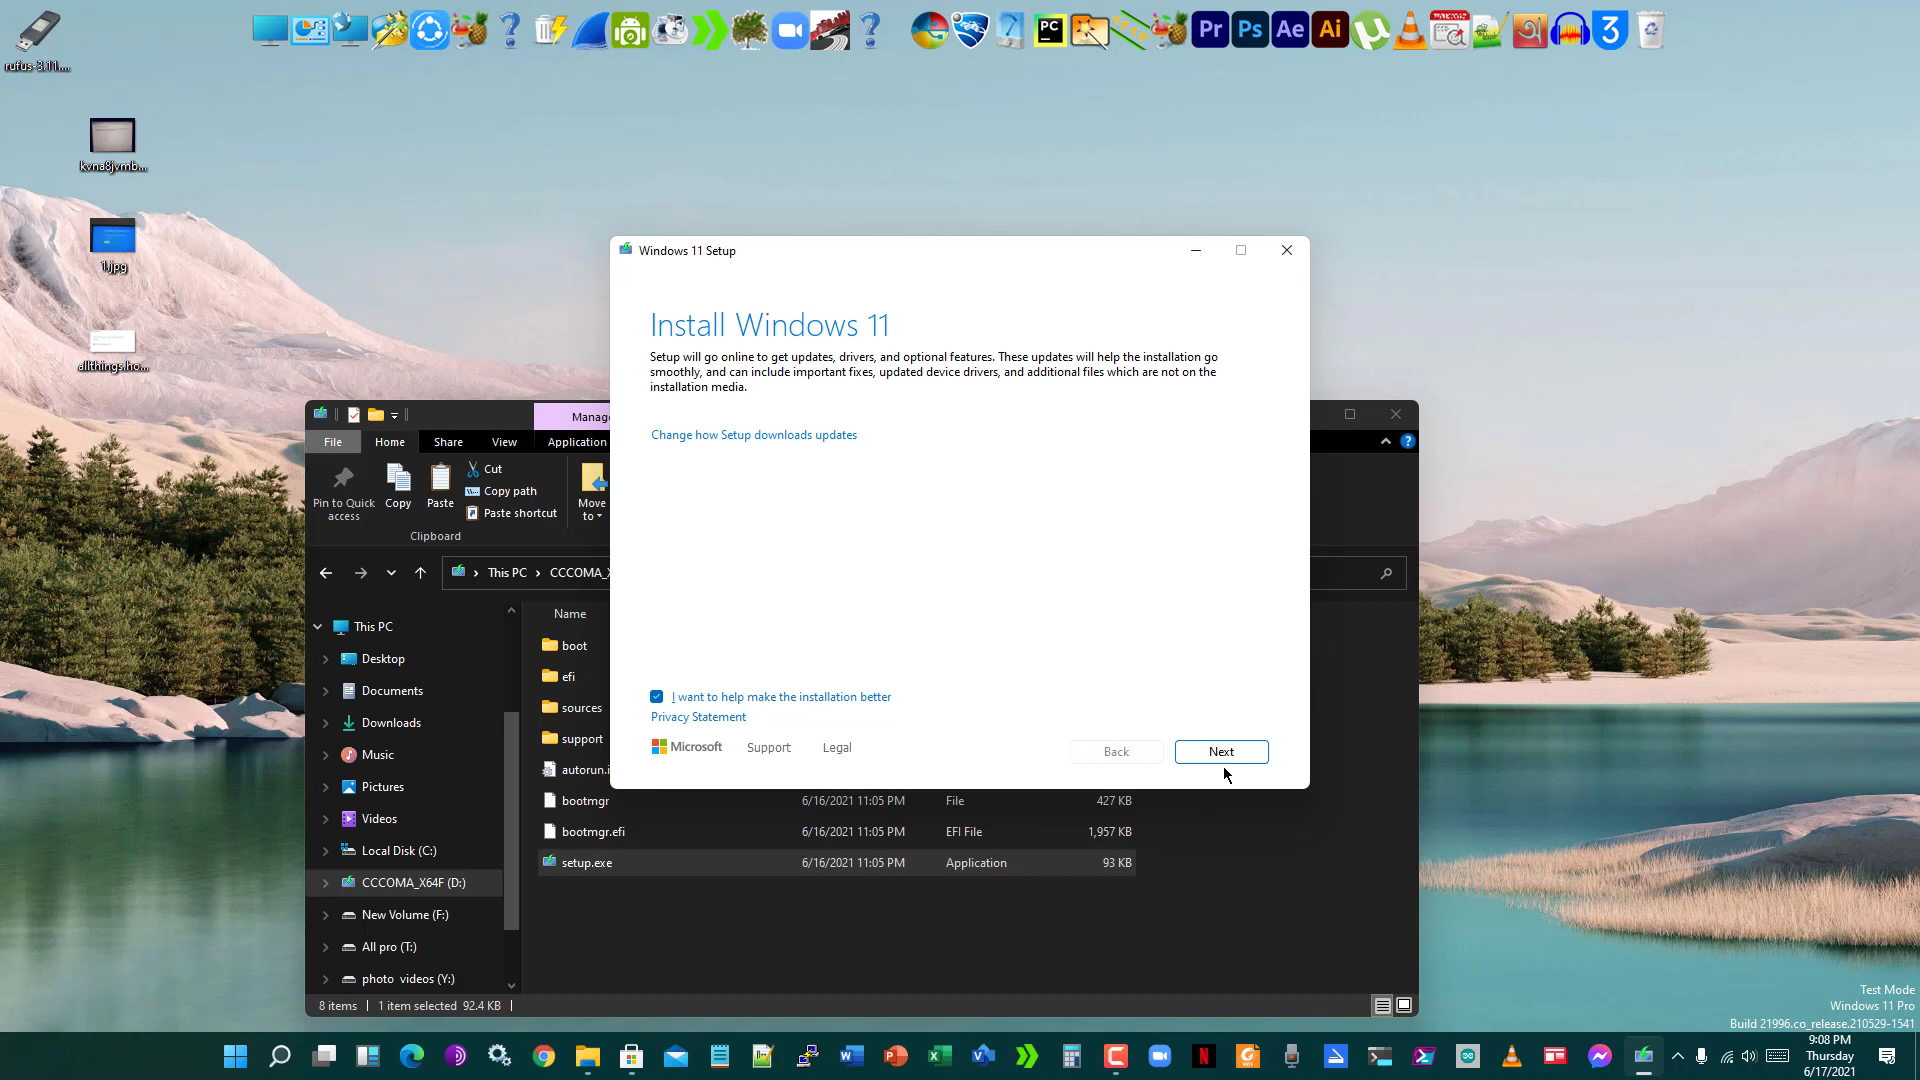 rufus-3.11....
kvna8jvmb...
1.jpg
allthings.ho...
PC
Pr
Ps
Ae
Ai
3
Windows 11 Setup
Install Windows 11
Setup will go online to get updates, drivers, and optional features. These updates will help the installation go
smoothly, and can include important fixes, updated device drivers, and additional files which are not on the
installation media.
Change how Setup downloads updates
I want to help make the installation better
Privacy Statement
Microsoft
Support
Legal
Back
Next
Manag
File
Home
Share
View
Application
Pin to Quick
access
Copy
Paste
Cut
Copy path
Paste shortcut
Move
to
Clipboard
This PC
CCCOMA_X
Name
This PC
Desktop
Documents
Downloads
Music
Pictures
Videos
Local Disk (C:)
CCCOMA_X64F (D:)
New Volume (F:)
All pro (T:)
photo videos (Y:)
boot
efi
sources
support
autorun.i
bootmgr 6/16/2021 11:05 PM File 427 KB
bootmgr.efi 6/16/2021 11:05 PM EFI File 1,957 KB
setup.exe 6/16/2021 11:05 PM Application 93 KB
8 items 1 item selected 92.4 KB
Test Mode
Windows 11 Pro
Build 21996.co_release.210529-1541
9:08 PM
Thursday
6/17/2021